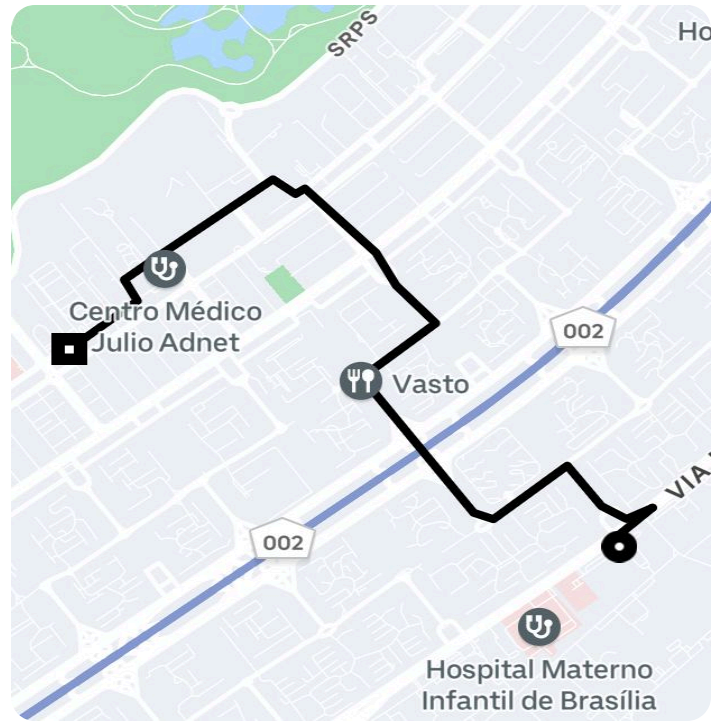 SRPS
Ho
Centro Médico
Julio Adnet
002
Vasto
VIA
002
Hospital Materno
Infantil de Brasília